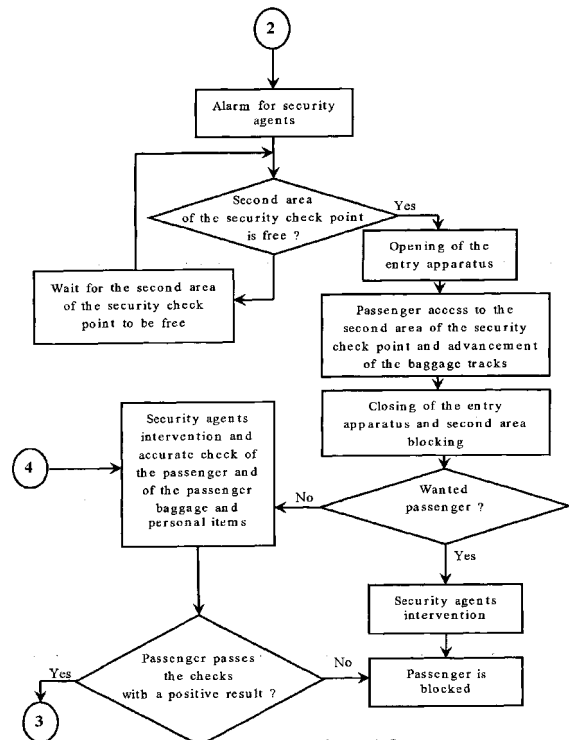 2
Alarm for security
agents
Second area
of the security check point
is free ?
Yes
Opening of the
entry apparatus
Wait for the second area
of the security check
point to be free
Passenger access to the
second area of the security
check point and advancement
of the baggage tracks
Closing of the entry
apparatus and second area
blocking
Security agents
intervention and
accurate check of
the passenger and
of the passenger
baggage and
personal items
4
No
Wanted
passenger ?
Yes
Security agents
intervention
Passenger passes
the checks
with a positive result ?
Yes
No
Passenger is
blocked
3